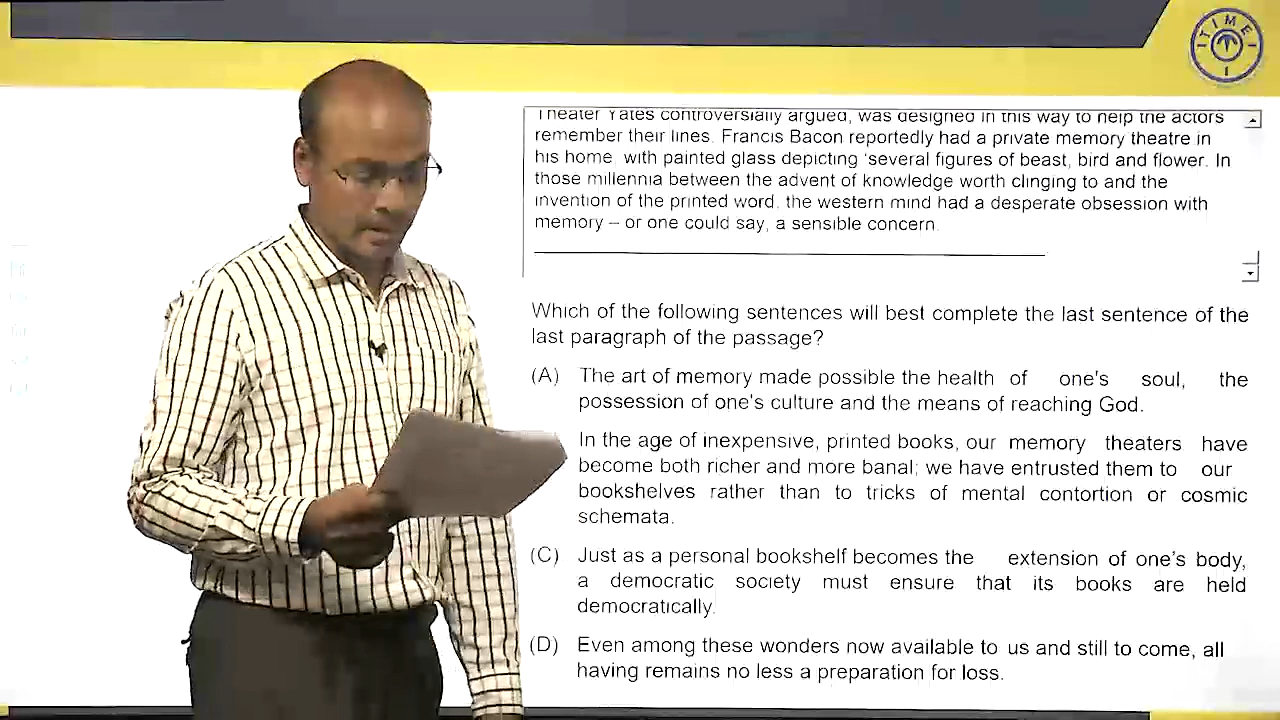 TIME
Theater Yates controversially argued, was designed in this way to help the actors
remember their lines. Francis Bacon reportedly had a private memory theatre in
his home with painted glass depicting 'several figures of beast, bird and flower. In
those millennia between the advent of knowledge worth clinging to and the
invention of the printed word, the western mind had a desperate obsession with
memory – or one could say, a sensible concern.
Which of the following sentences will best complete the last sentence of the
last paragraph of the passage?
(A) The art of memory made possible the health of one's soul, the
possession of one's culture and the means of reaching God.
In the age of inexpensive, printed books, our memory theaters have
become both richer and more banal; we have entrusted them to our
bookshelves rather than to tricks of mental contortion or cosmic
schemata.
(C) Just as a personal bookshelf becomes the extension of one's body,
a democratic society must ensure that its books are held
democratically.
(D) Even among these wonders now available to us and still to come, all
having remains no less a preparation for loss.